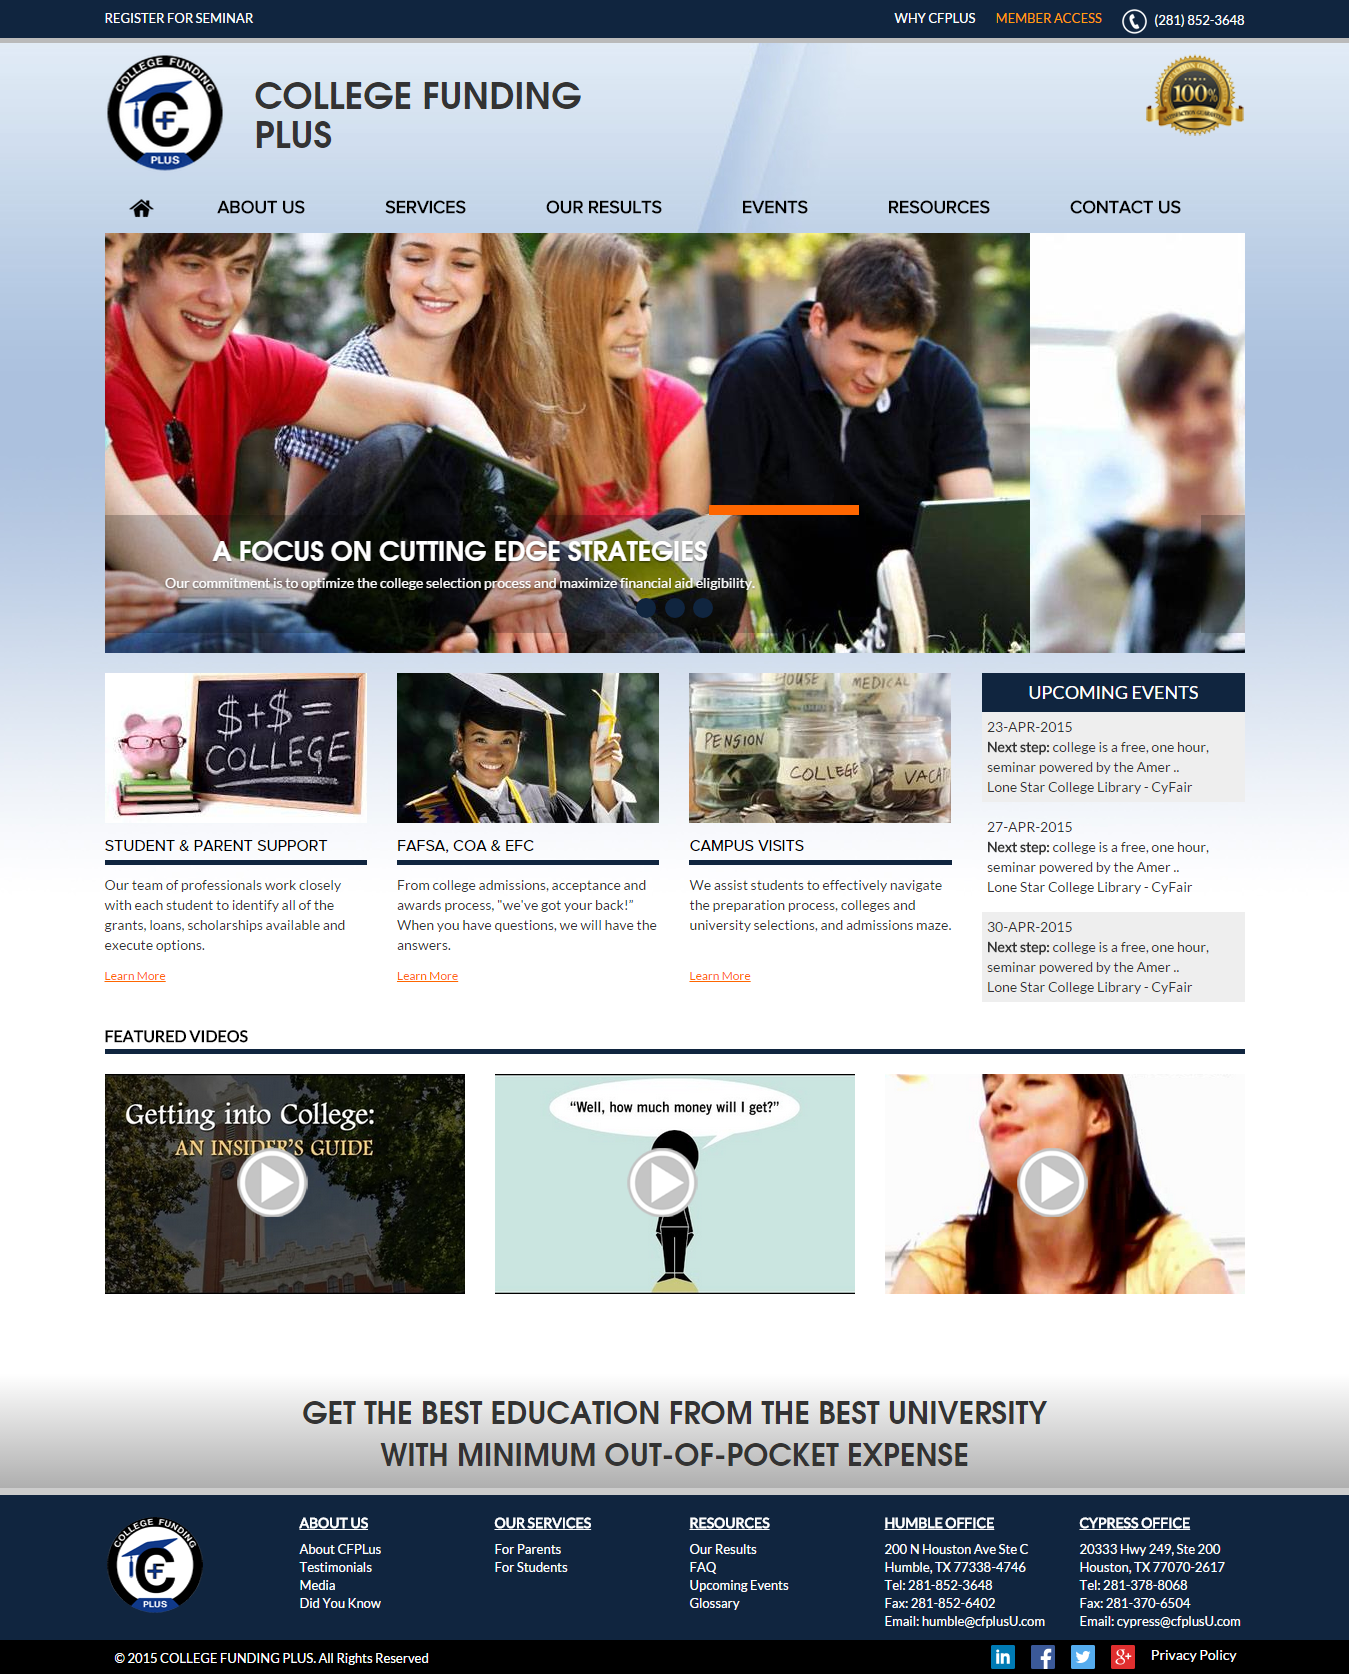 REGISTER FOR SEMINAR
WHY CFPLUS
MEMBER ACCESS
(281) 852-3648
COLLEGE FUNDING
CF
PLUS
COLLEGE FUNDING
PLUS
100%
SATISFACTION GUARANTEED
ABOUT US
SERVICES
OUR RESULTS
EVENTS
RESOURCES
CONTACT US
A FOCUS ON CUTTING EDGE STRATEGIES
Our commitment is to optimize the college selection process and maximize financial aid eligibility.
$+$=
COLLEGE
HOUSE
MEDICAL
PENSION
COLLEGE
STUDENT & PARENT SUPPORT
Our team of professionals work closely
with each student to identify all of the
grants, loans, scholarships available and
execute options.
Learn More
FAFSA, COA & EFC
From college admissions, acceptance and
awards process, "we've got your back!”
When you have questions, we will have the
answers.
Learn More
CAMPUS VISITS
We assist students to effectively navigate
the preparation process, colleges and
university selections, and admissions maze.
Learn More
UPCOMING EVENTS
23-APR-2015
Next step: college is a free, one hour,
seminar powered by the Amer ..
Lone Star College Library - CyFair
27-APR-2015
Next step: college is a free, one hour,
seminar powered by the Amer ..
Lone Star College Library - CyFair
30-APR-2015
Next step: college is a free, one hour,
seminar powered by the Amer ..
Lone Star College Library - CyFair
FEATURED VIDEOS
Getting into College:
AN INSIDER'S GUIDE
“Well, how much money will I get?”
GET THE BEST EDUCATION FROM THE BEST UNIVERSITY
WITH MINIMUM OUT-OF-POCKET EXPENSE
COLLEGE FUNDING
CF
PLUS
ABOUT US
About CFPLus
Testimonials
Media
Did You Know
OUR SERVICES
For Parents
For Students
RESOURCES
Our Results
FAQ
Upcoming Events
Glossary
HUMBLE OFFICE
200 N Houston Ave Ste C
Humble, TX 77338-4746
Tel: 281-852-3648
Fax: 281-852-6402
Email: humble@cfplusU.com
CYPRESS OFFICE
20333 Hwy 249, Ste 200
Houston, TX 77070-2617
Tel: 281-378-8068
Fax: 281-370-6504
Email: cypress@cfplusU.com
© 2015 COLLEGE FUNDING PLUS. All Rights Reserved
in
f
g+
Privacy Policy